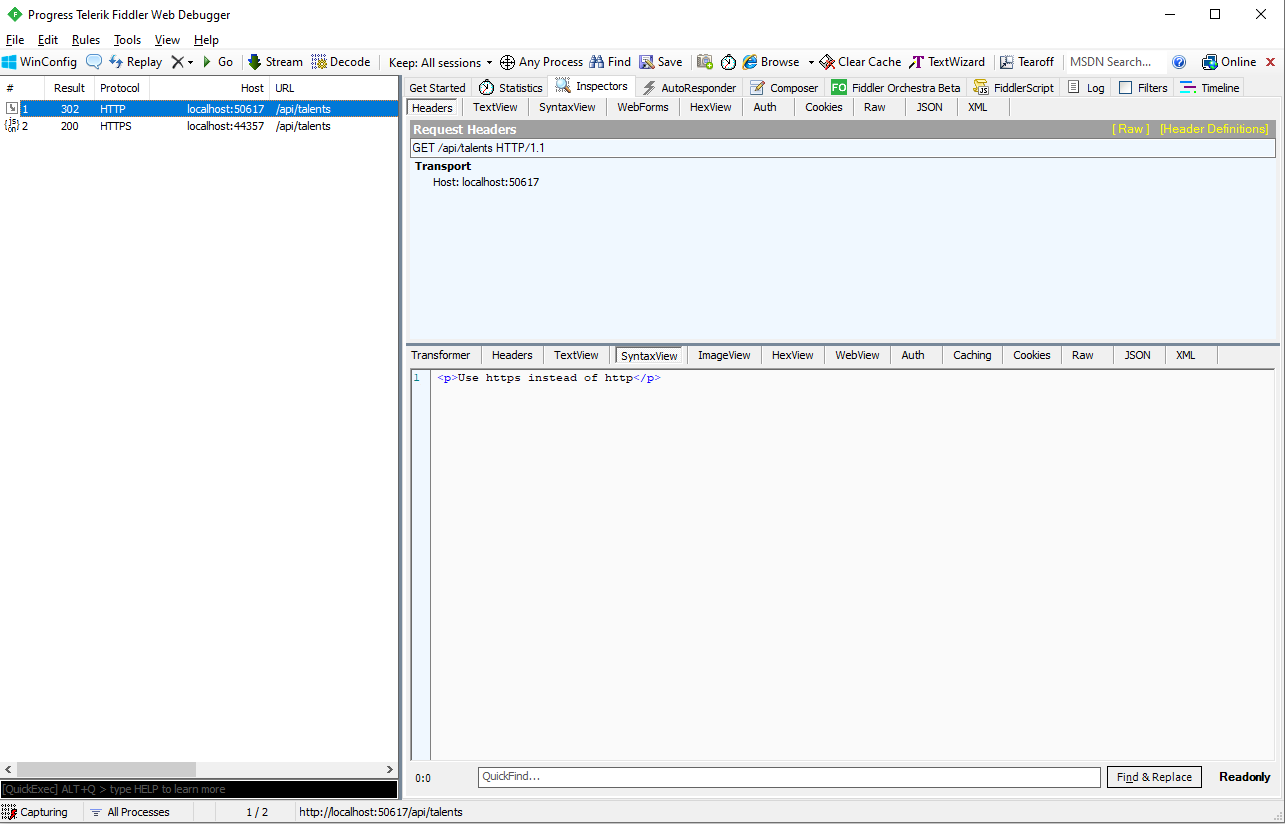 Progress Telerik Fiddler Web Debugger
File Edit Rules Tools View Help
WinConfig Replay Go Stream Decode Keep: All sessions Any Process Find Save Browse Clear Cache TextWizard Tearoff MSDN Search... Online
# Result Protocol Host URL
1 302 HTTP localhost:50617 /api/talents
2 200 HTTPS localhost:44357 /api/talents
Get Started Statistics Inspectors AutoResponder Composer FO Fiddler Orchestra Beta FiddlerScript Log Filters Timeline
Headers TextView SyntaxView WebForms HexView Auth Cookies Raw JSON XML
Request Headers [ Raw ] [Header Definitions]
GET /api/talents HTTP/1.1
Transport
Host: localhost:50617
Transformer Headers TextView SyntaxView ImageView HexView WebView Auth Caching Cookies Raw JSON XML
1 <p>Use https instead of http</p>
0:0 QuickFind... Find & Replace Readonly
[QuickExec] ALT+Q > type HELP to learn more
Capturing All Processes 1 / 2 http://localhost:50617/api/talents